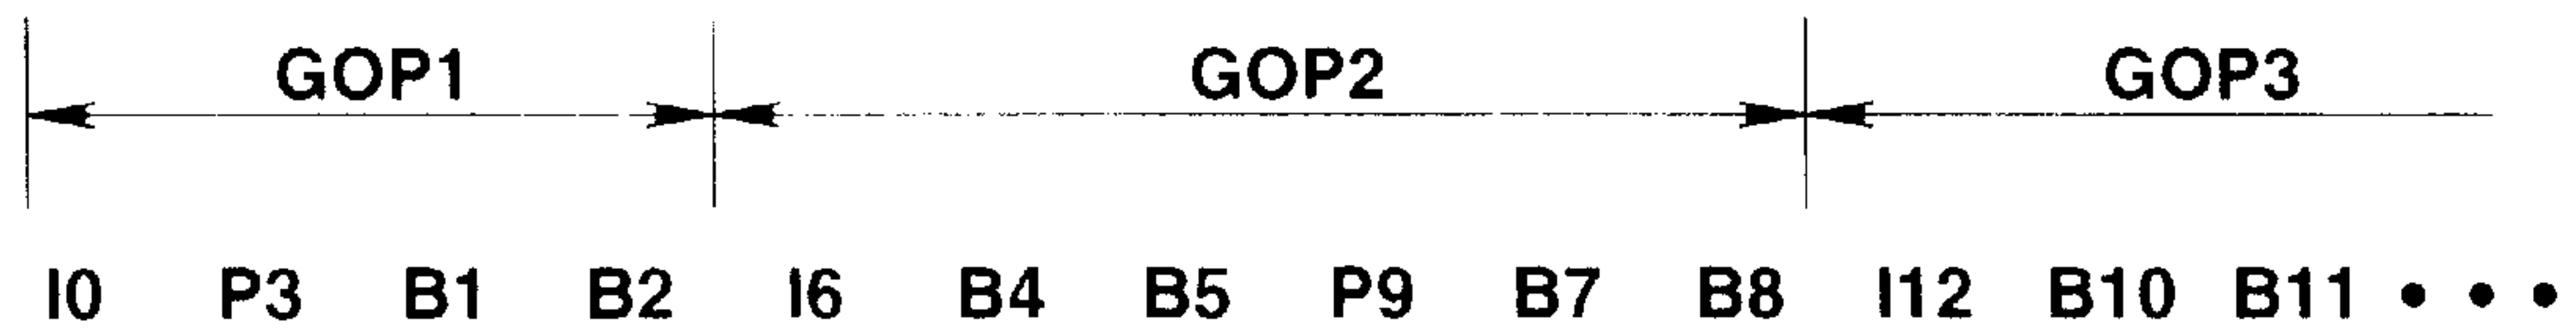 GOP1 GOP2 GOP3
I0 P3 B1 B2 I6 B4 B5 P9 B7 B8 I12 B10 B11 • • •